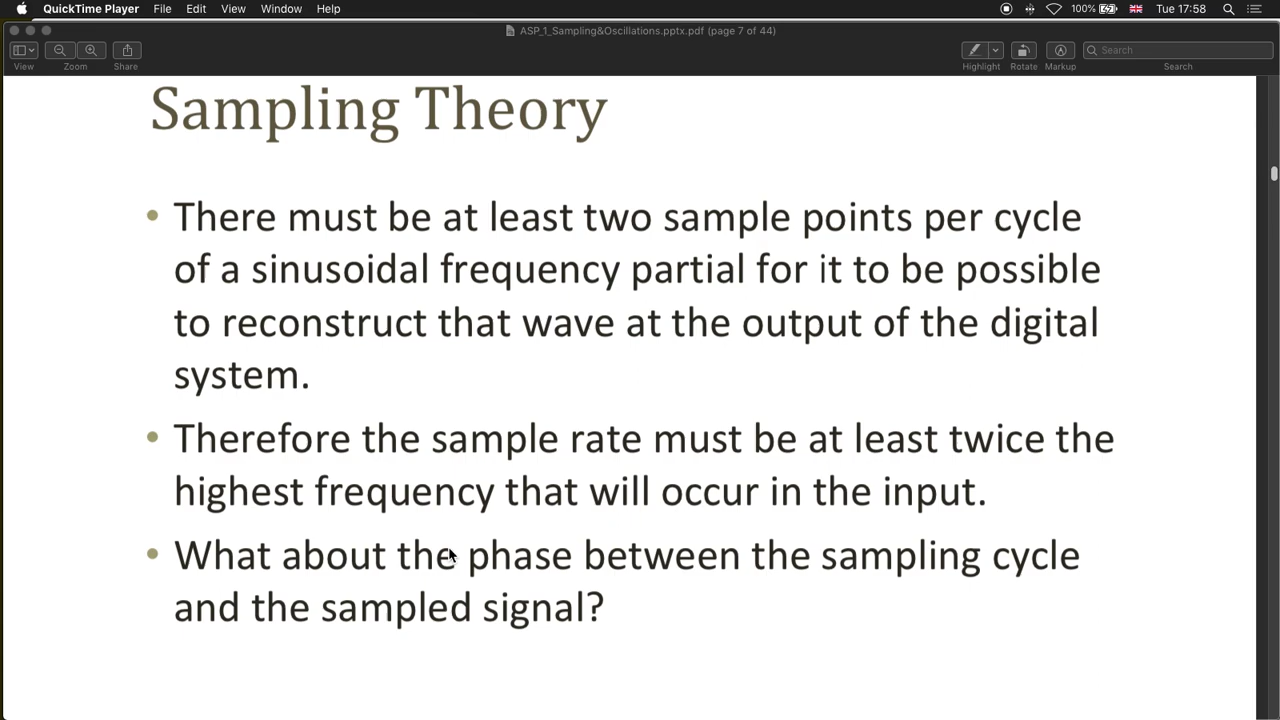 QuickTime Player File Edit View Window Help 100% Tue 17:58
ASP_1_Sampling&Oscillations.pptx.pdf (page 7 of 44)
Search
View Zoom Share Highlight Rotate Markup Search
Sampling Theory
• There must be at least two sample points per cycle
of a sinusoidal frequency partial for it to be possible
to reconstruct that wave at the output of the digital
system.
• Therefore the sample rate must be at least twice the
highest frequency that will occur in the input.
• What about the phase between the sampling cycle
and the sampled signal?